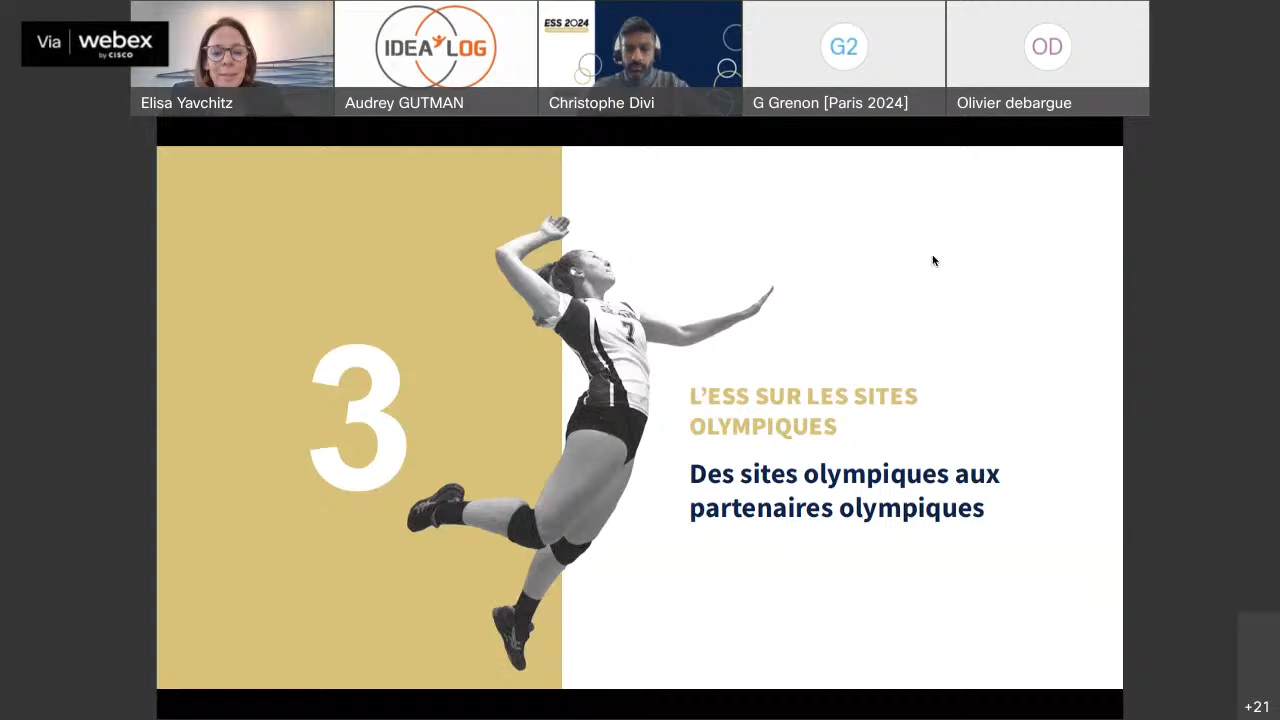 Via webex
by CISCO
IDEA LOG
ESS 2024
G2
OD
Elisa Yavchitz
Audrey GUTMAN
Christophe Divi
G Grenon [Paris 2024]
Olivier debargue
7
3
L'ESS SUR LES SITES
OLYMPIQUES
Des sites olympiques aux
partenaires olympiques
+21